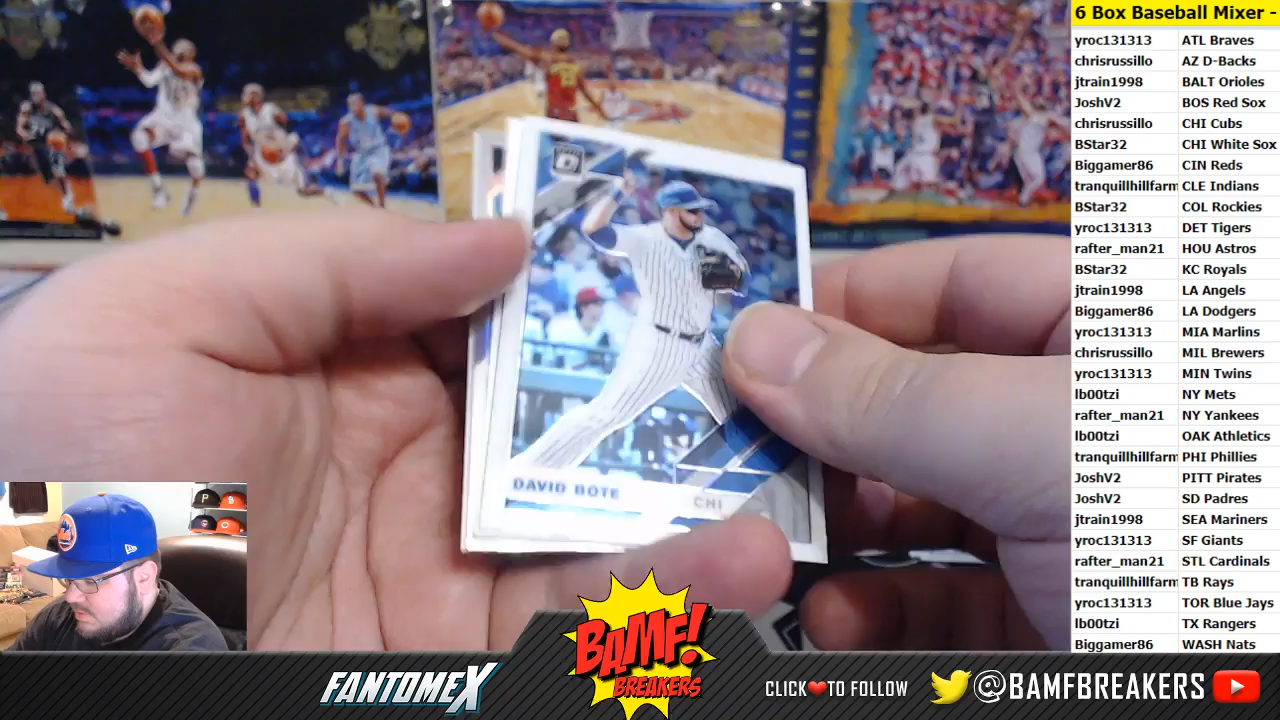 6 Box Baseball Mixer -
yroc131313 ATL Braves
chrisrussillo AZ D-Backs
jtrain1998 BALT Orioles
JoshV2 BOS Red Sox
chrisrussillo CHI Cubs
BStar32 CHI White Sox
Biggamer86 CIN Reds
tranquillhillfarm CLE Indians
BStar32 COL Rockies
yroc131313 DET Tigers
rafter_man21 HOU Astros
BStar32 KC Royals
jtrain1998 LA Angels
Biggamer86 LA Dodgers
yroc131313 MIA Marlins
chrisrussillo MIL Brewers
yroc131313 MIN Twins
lb00tzi NY Mets
rafter_man21 NY Yankees
lb00tzi OAK Athletics
tranquillhillfarm PHI Phillies
JoshV2 PITT Pirates
JoshV2 SD Padres
jtrain1998 SEA Mariners
yroc131313 SF Giants
rafter_man21 STL Cardinals
tranquillhillfarm TB Rays
yroc131313 TOR Blue Jays
lb00tzi TX Rangers
Biggamer86 WASH Nats
DAVID BOTE
CHI
FANTOMEX
BAMF!
BREAKERS
CLICK❤TO FOLLOW
@BAMFBREAKERS